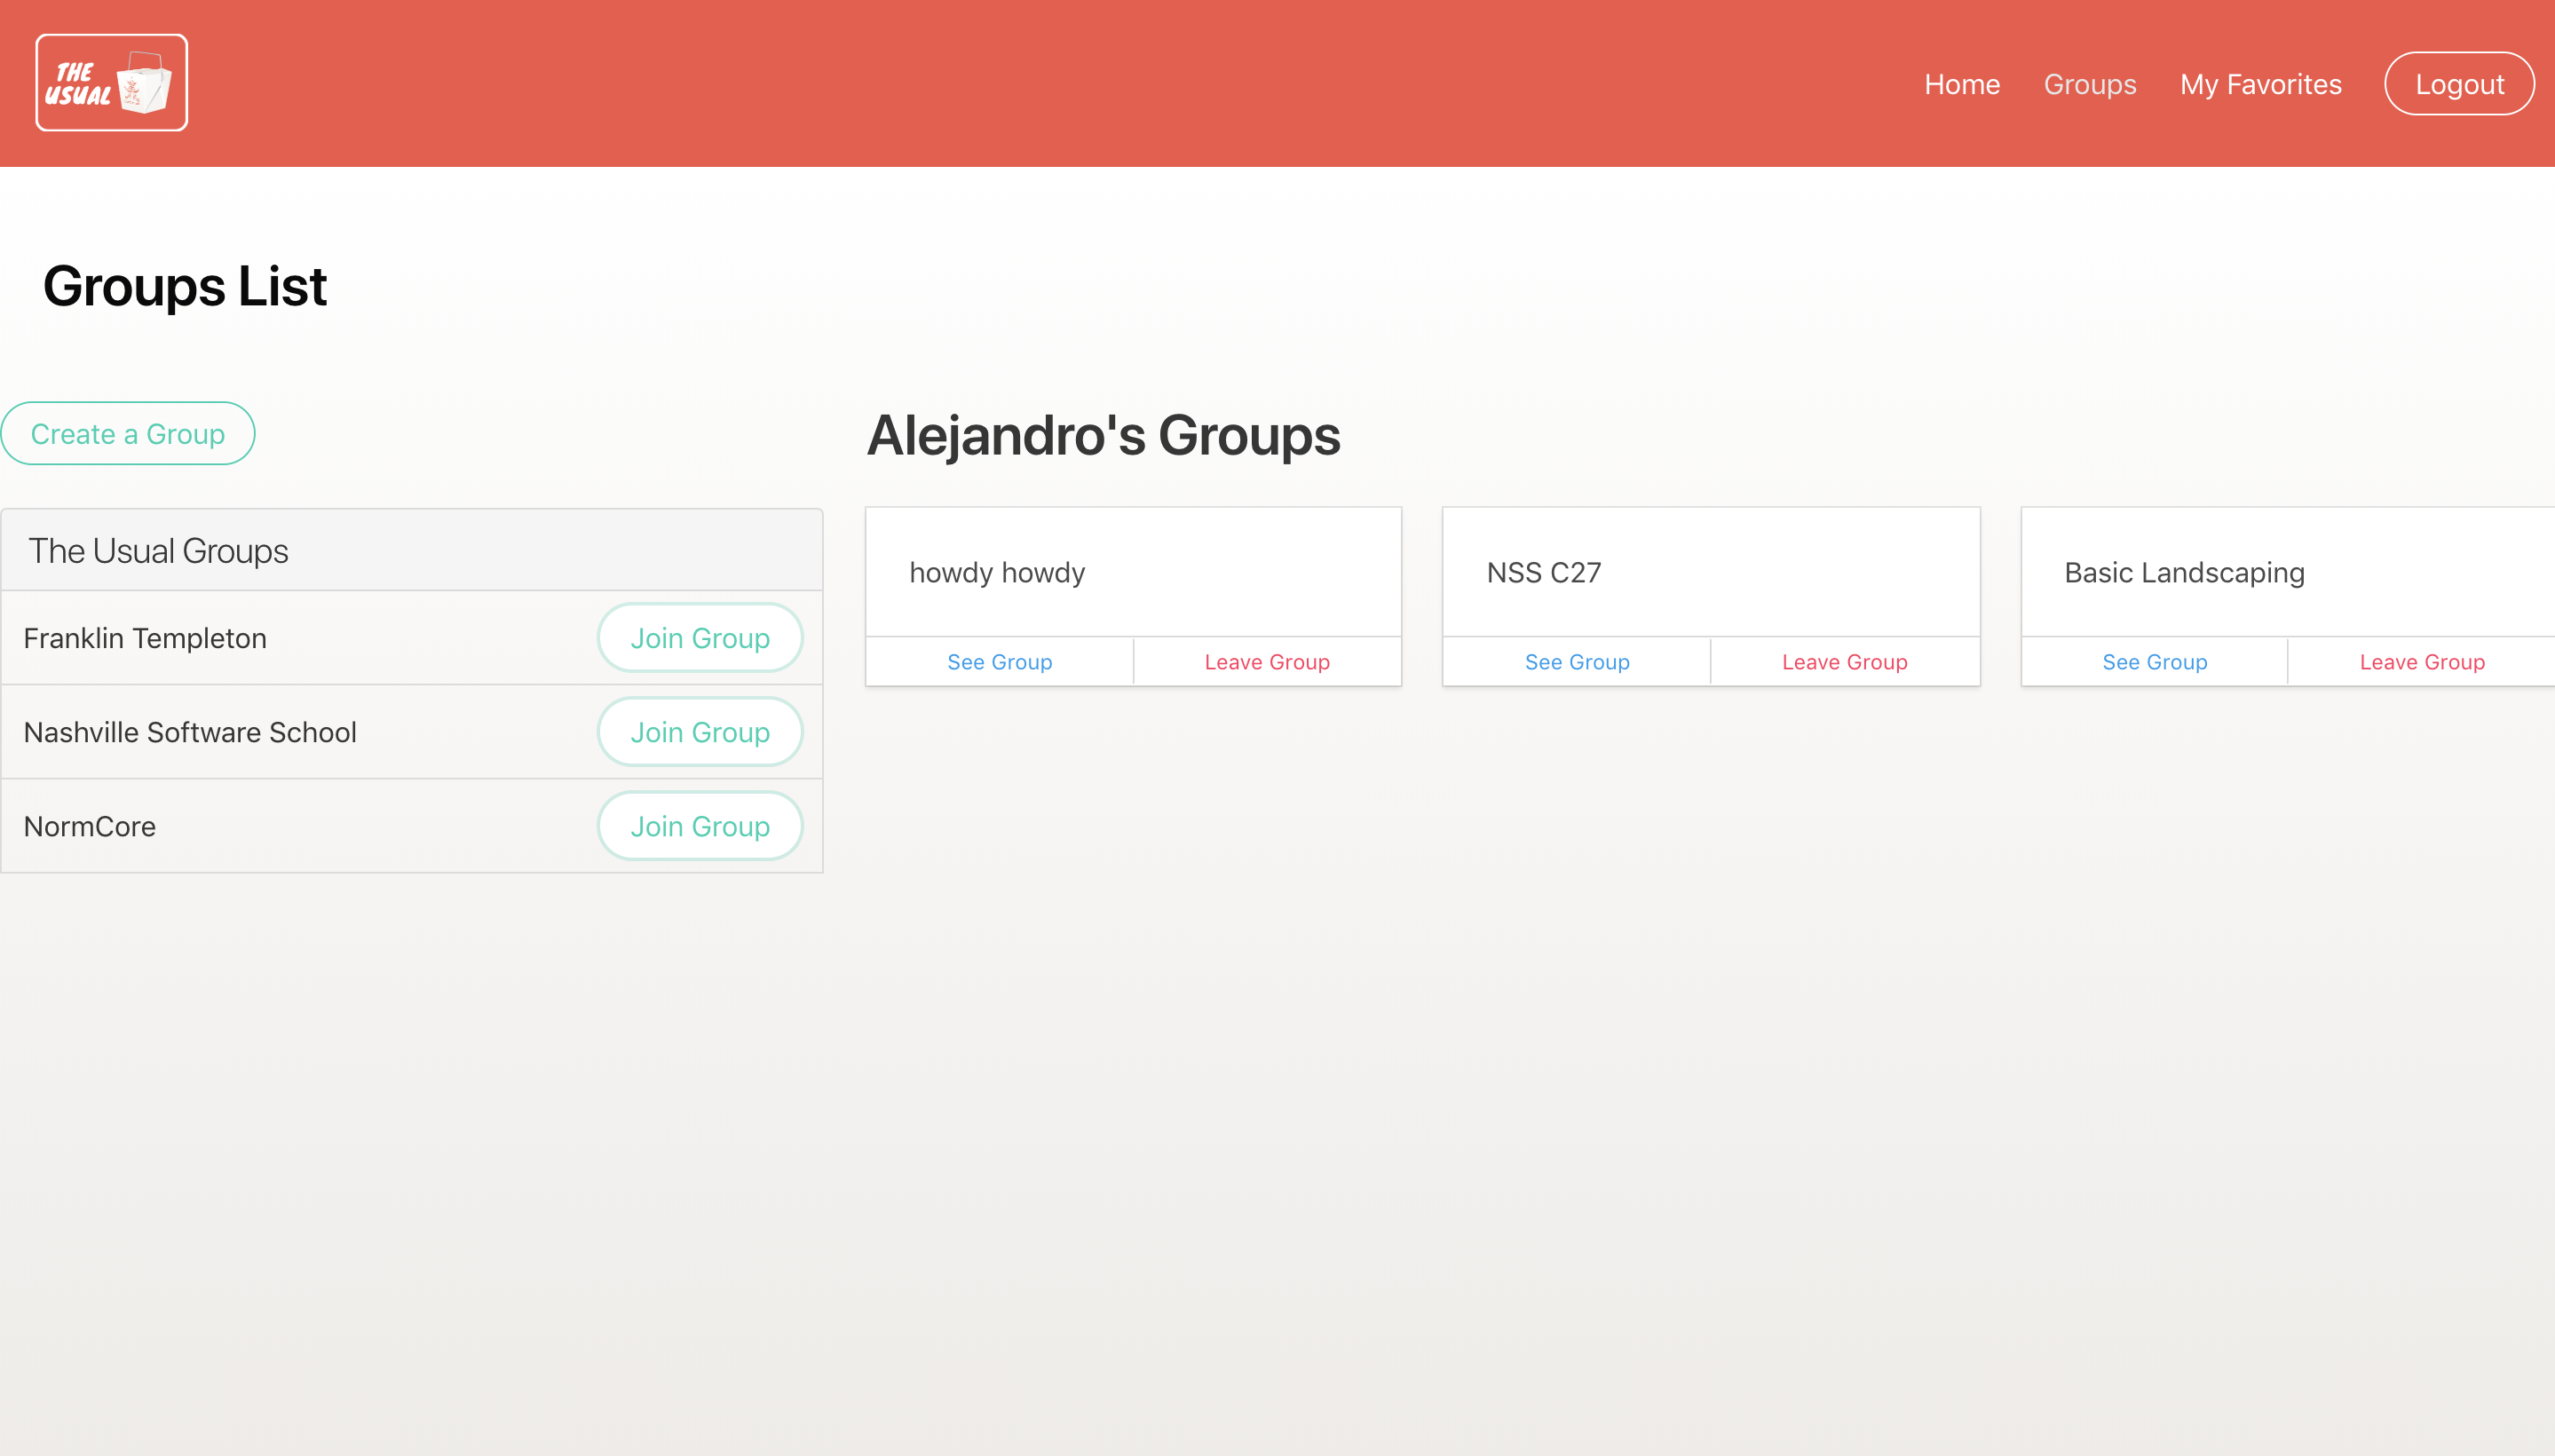 THE
USUAL
Home Groups My Favorites Logout
Groups List
Create a Group
The Usual Groups
Franklin Templeton Join Group
Nashville Software School Join Group
NormCore Join Group
Alejandro's Groups
howdy howdy
See Group Leave Group
NSS C27
See Group Leave Group
Basic Landscaping
See Group Leave Group